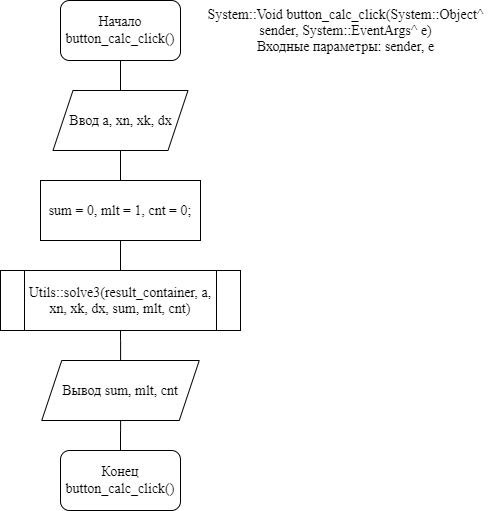 Начало
button_calc_click()
System::Void button_calc_click(System::Object^
sender, System::EventArgs^ e)
Входные параметры: sender, e
Ввод a, xn, xk, dx
sum = 0, mlt = 1, cnt = 0;
Utils::solve3(result_container, a,
xn, xk, dx, sum, mlt, cnt)
Вывод sum, mlt, cnt
Конец
button_calc_click()